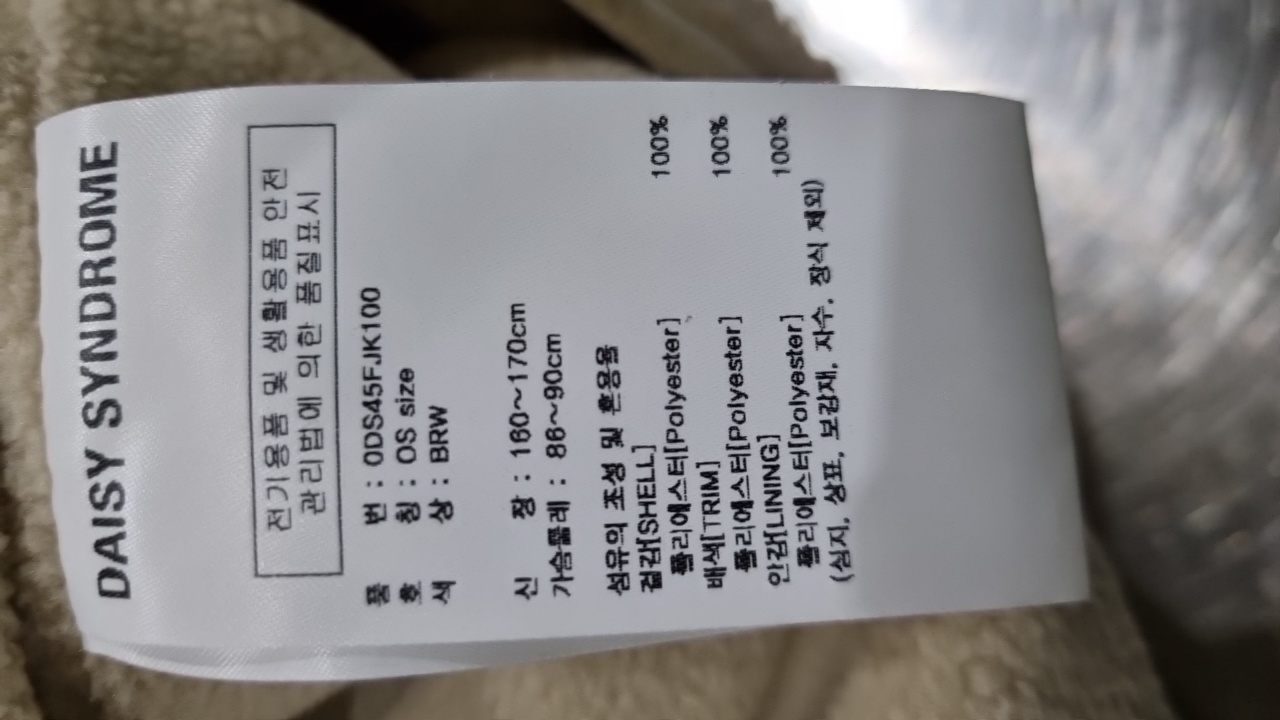 DAISY SYNDROME
전기용품 및 생활용품 안전
관리법에 의한 품질표시
품 번 : ODS45FJK100
호 칭 : OS size
색 상 : BRW
신 장 : 160~170cm
가슴둘레 : 86~90cm
섬유의 조성 및 혼용율
겉감[SHELL]
폴리에스터[Polyester] 100%
배색[TRIM]
폴리에스터[Polyester] 100%
안감[LINING]
폴리에스터[Polyester] 100%
(심지, 상표, 보강재, 자수, 장식 제외)